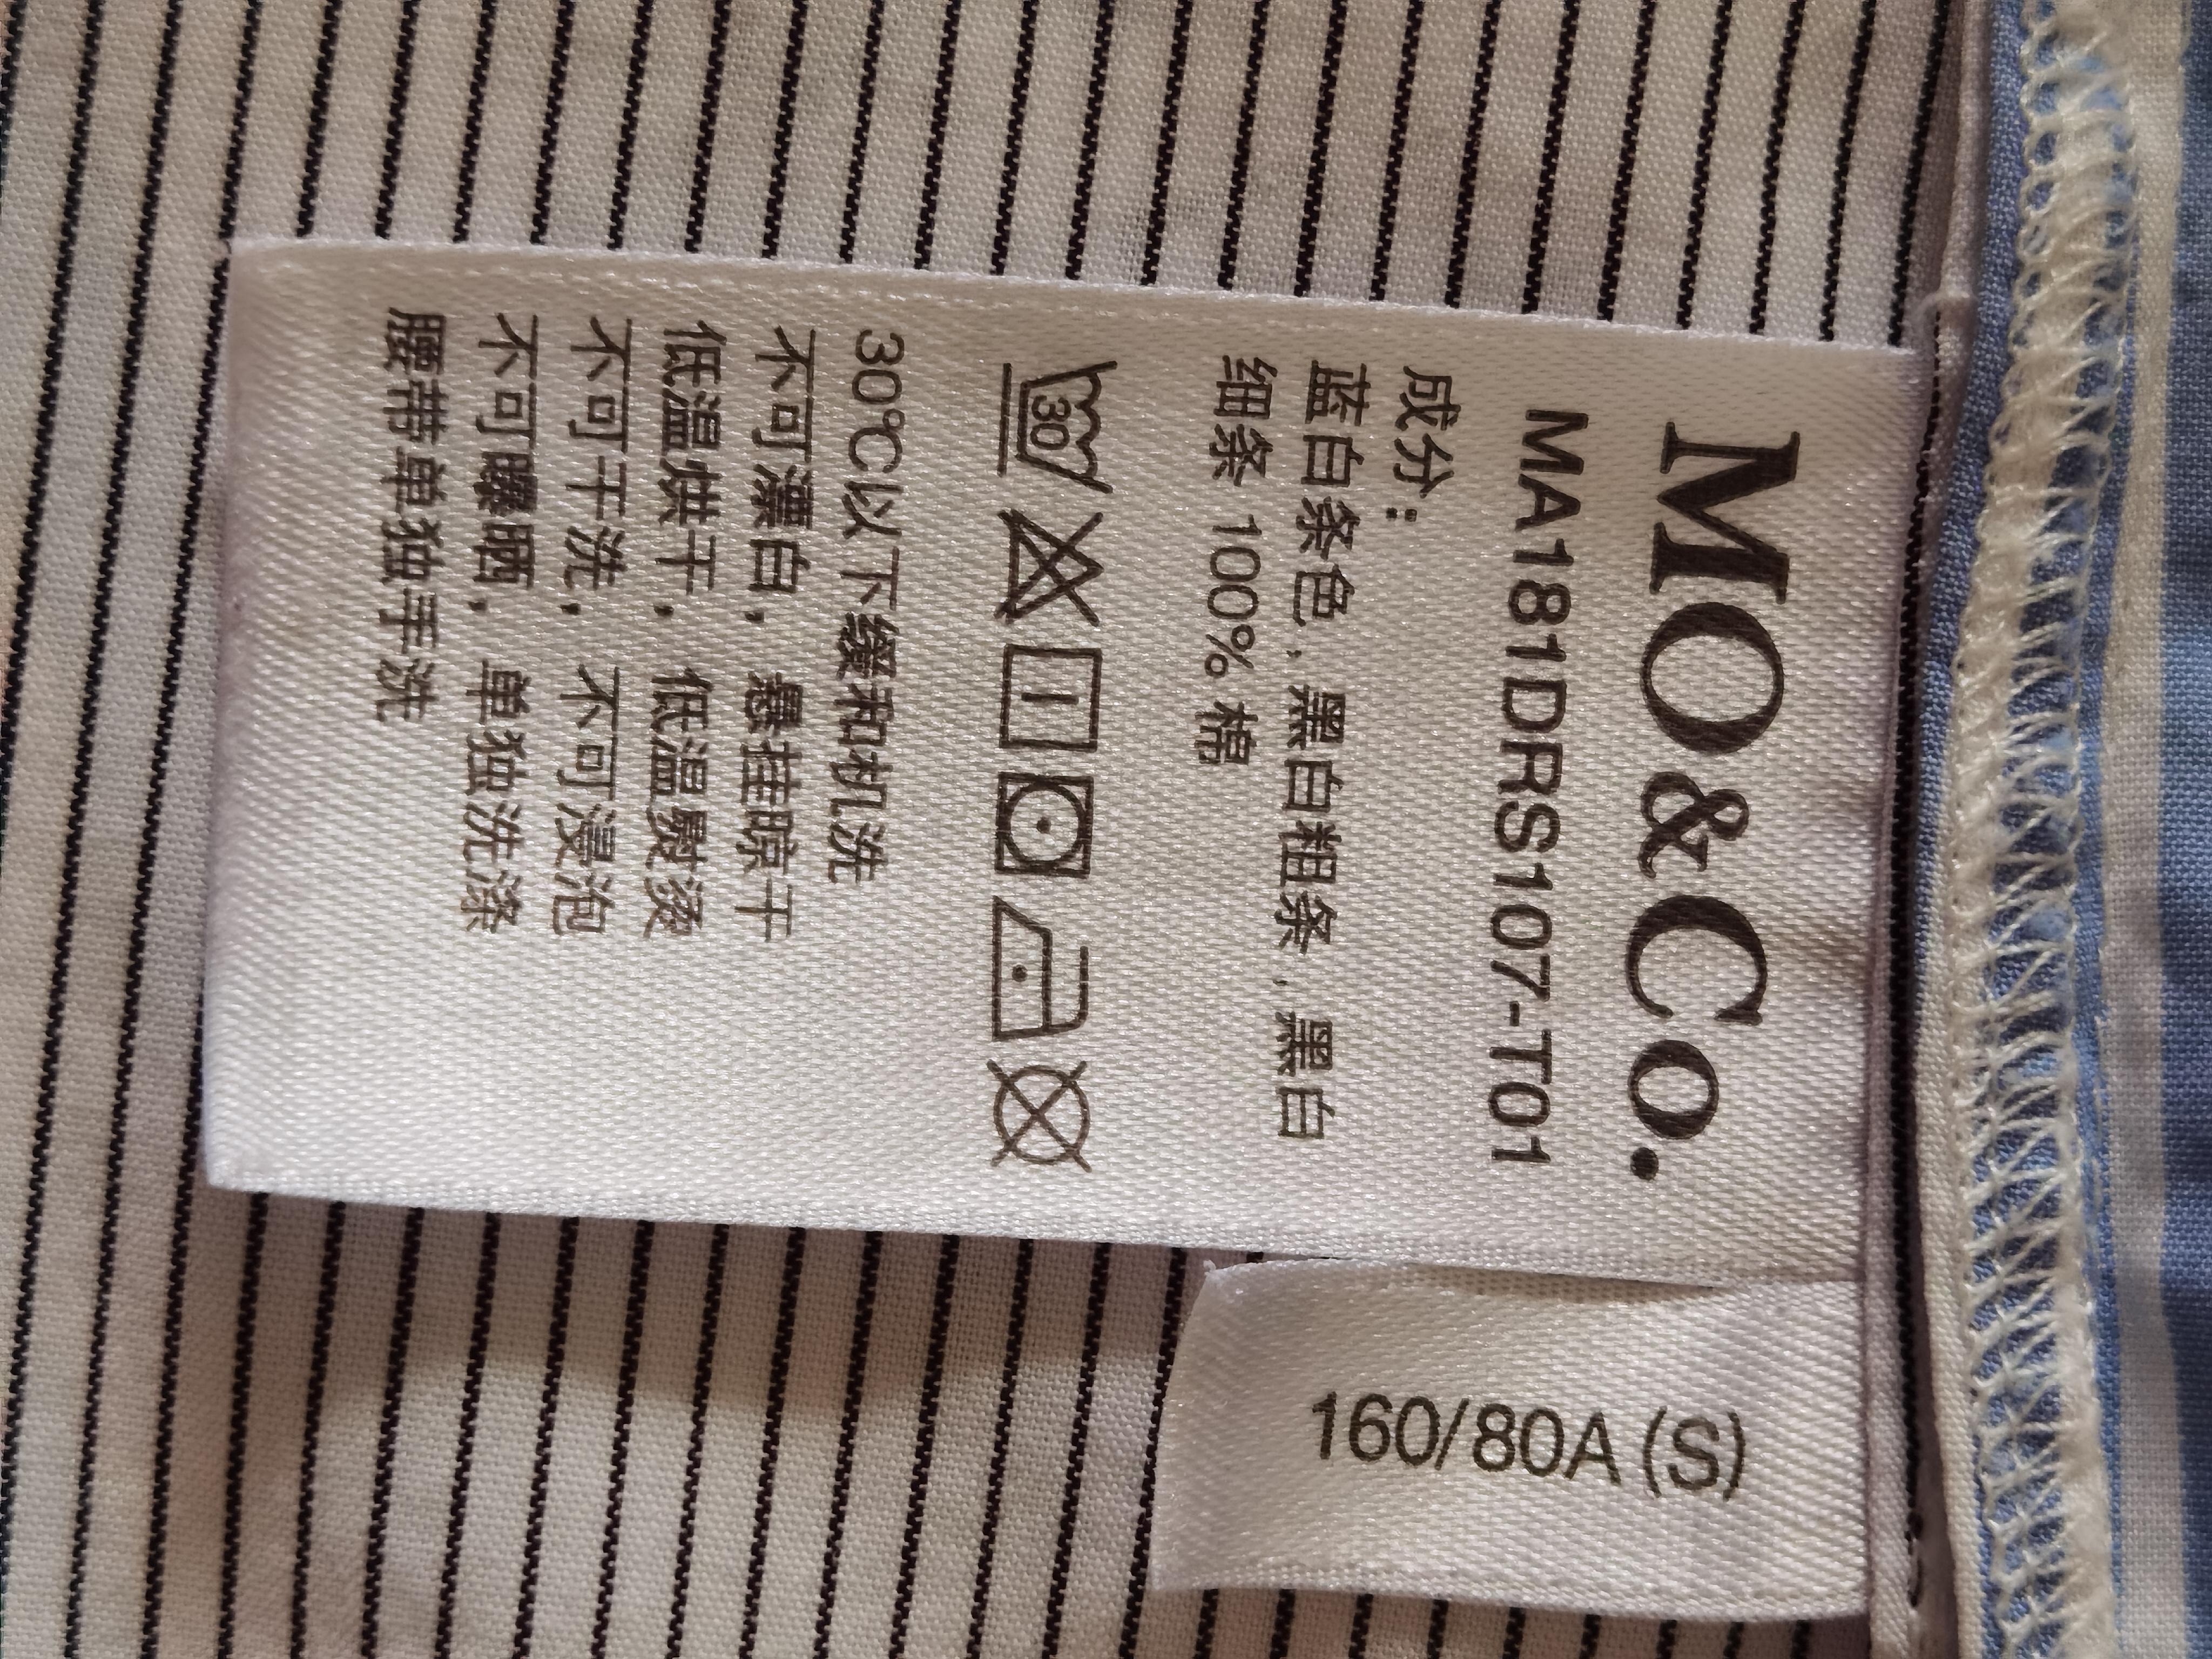 MO&Co.
MA181DRS107-T01
成分：
蓝白条色，黑白粗条，黑白
细条 100% 棉
30
30℃以下缓和机洗
不可漂白，悬挂晾干
低温烘干，低温熨烫
不可干洗，不可浸泡
不可曝晒，单独洗涤
腰带单独手洗
160/80A (S)